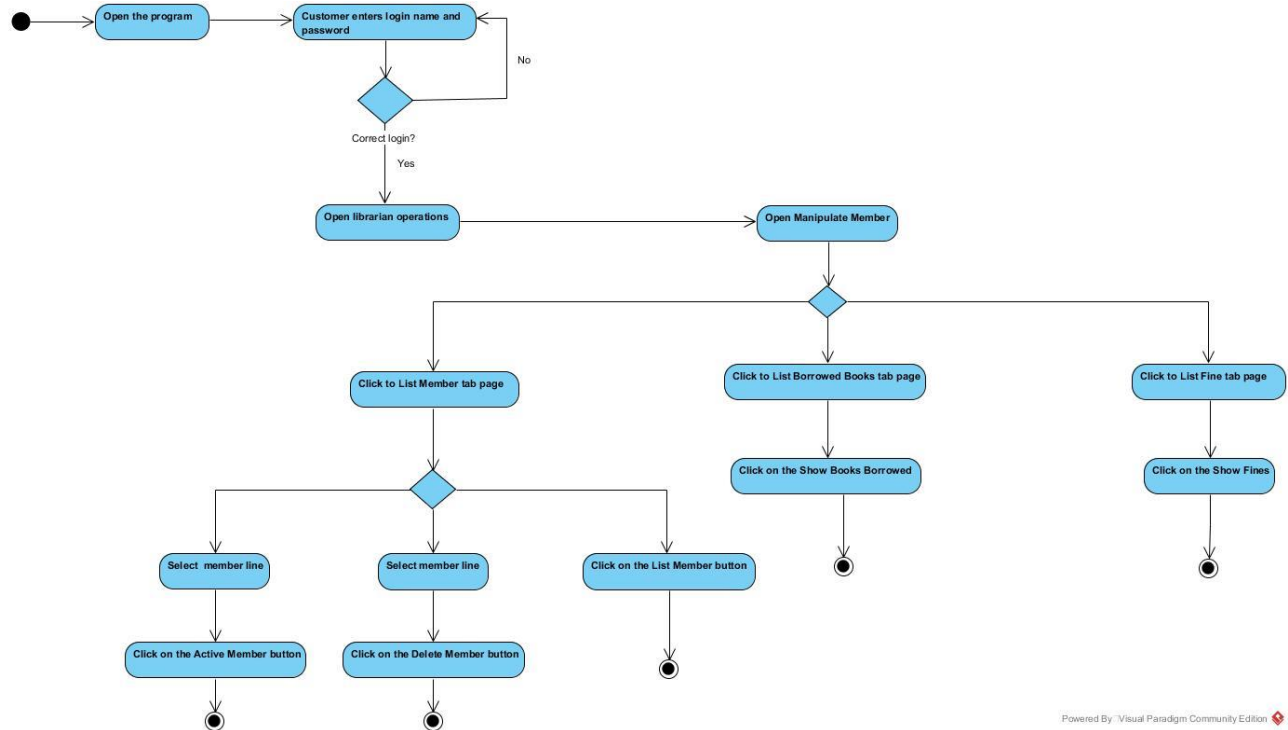 Open the program
Customer enters login name and
password
No
Correct login?
Yes
Open librarian operations
Open Manipulate Member
Click to List Member tab page
Click to List Borrowed Books tab page
Click to List Fine tab page
Click on the Show Books Borrowed
Click on the Show Fines
Select member line
Select member line
Click on the List Member button
Click on the Active Member button
Click on the Delete Member button
Powered By Visual Paradigm Community Edition